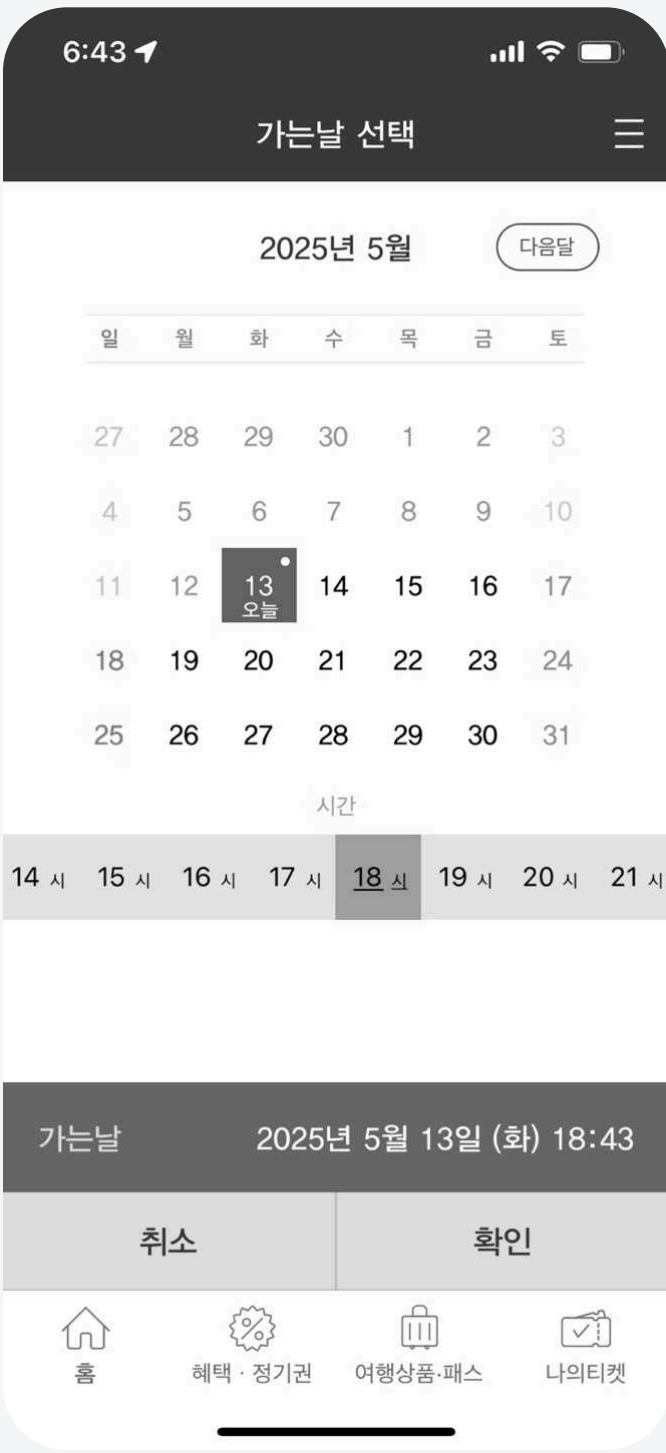 6:43
가는날 선택
2025년 5월 다음달
일 월 화 수 목 금 토
27 28 29 30 1 2 3
4 5 6 7 8 9 10
11 12 13 14 15 16 17
오늘
18 19 20 21 22 23 24
25 26 27 28 29 30 31
시간
14 시 15 시 16 시 17 시 18 시 19 시 20 시 21 시
가는날 2025년 5월 13일 (화) 18:43
취소 확인
홈 혜택 · 정기권 여행상품·패스 나의티켓